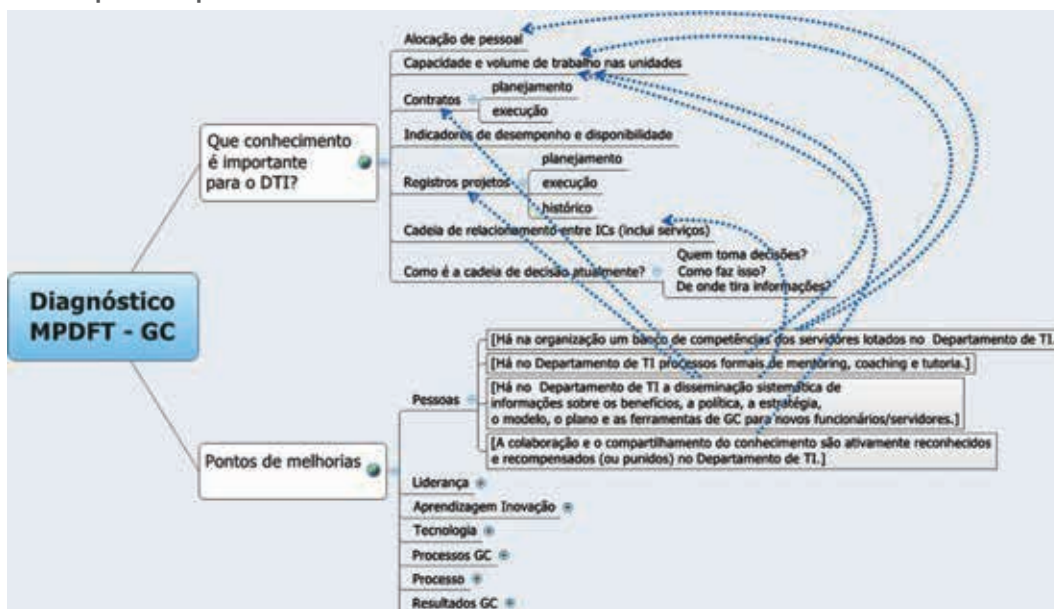 Diagnóstico
MPDFT - GC
Que conhecimento
é importante
para o DTI?
Alocação de pessoal
Capacidade e volume de trabalho nas unidades
Contratos
planejamento
execução
Indicadores de desempenho e disponibilidade
Registros projetos
planejamento
execução
histórico
Cadeia de relacionamento entre ICs (inclui serviços)
Como é a cadeia de decisão atualmente?
Quem toma decisões?
Como faz isso?
De onde tira informações?
Pontos de melhorias
Pessoas
[Há na organização um banco de competências dos servidores lotados no Departamento de TI.
[Há no Departamento de TI processos formais de mentoring, coaching e tutoria.]
[Há no Departamento de TI a disseminação sistemática de
informações sobre os benefícios, a política, a estratégia,
o modelo, o plano e as ferramentas de GC para novos funcionários/servidores.]
[A colaboração e o compartilhamento do conhecimento são ativamente reconhecidos
e recompensados (ou punidos) no Departamento de TI.]
Liderança
Aprendizagem Inovação
Tecnologia
Processos GC
Processo
Resultados GC